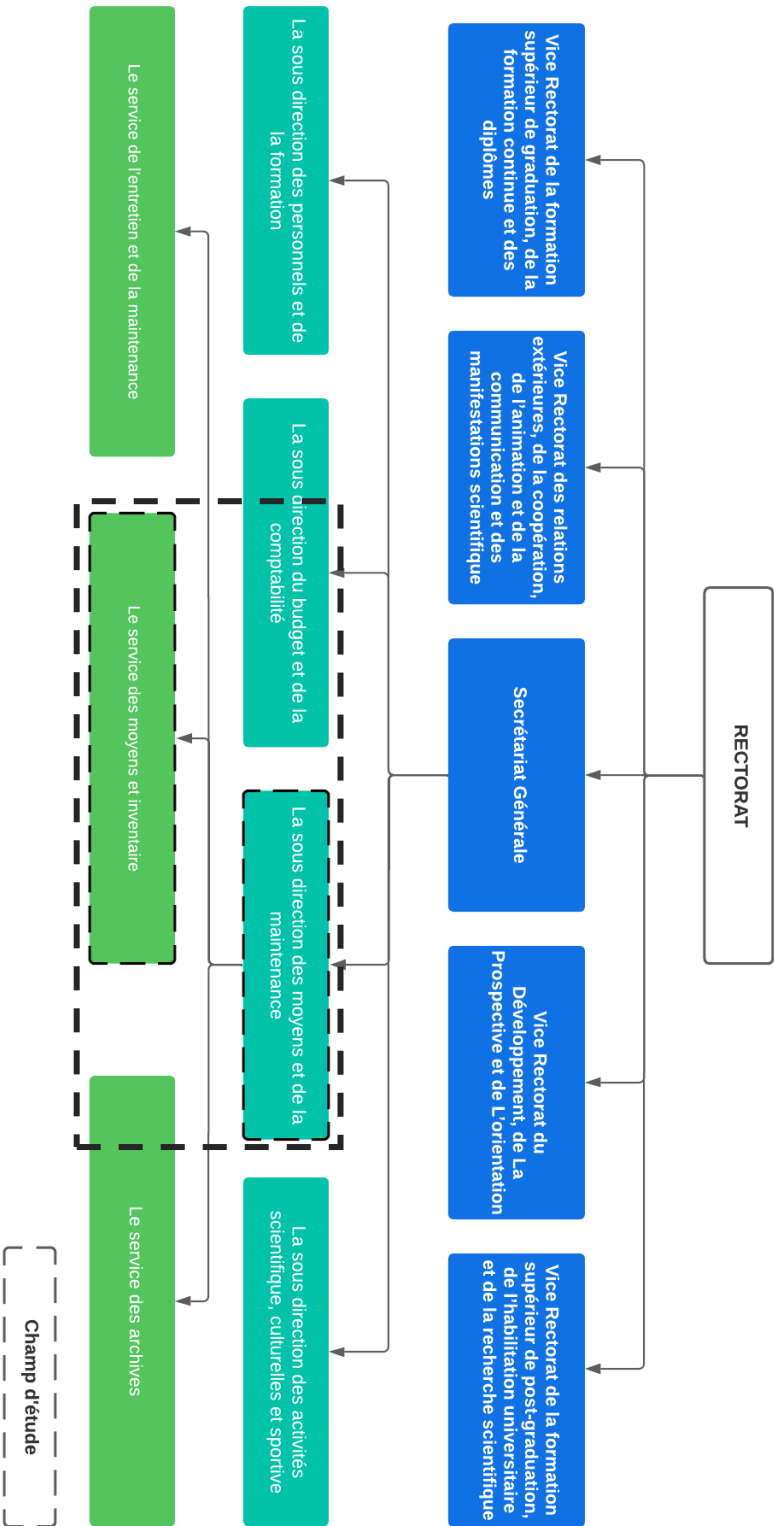 RECTORAT
Vice Rectorat de la formation
supérieur de graduation, de la
formation continue et des
diplômes
Vice Rectorat des relations
extérieures, de la coopération,
de l'animation et de la
communication et des
manifestations scientifique
Secrétariat Générale
Vice Rectorat du
Développement, de La
Prospective et de L'orientation
Vice Rectorat de la formation
supérieur de post-graduation,
de l'habilitation universitaire
et de la recherche scientifique
La sous direction des personnels et de
la formation
La sous direction du budget et de la
comptabilité
La sous direction des moyens et de la
maintenance
La sous direction des activités
scientifique, culturelles et sportive
Le service de l'entretien et de la maintenance
Le service des moyens et inventaire
Le service des archives
Champ d'étude